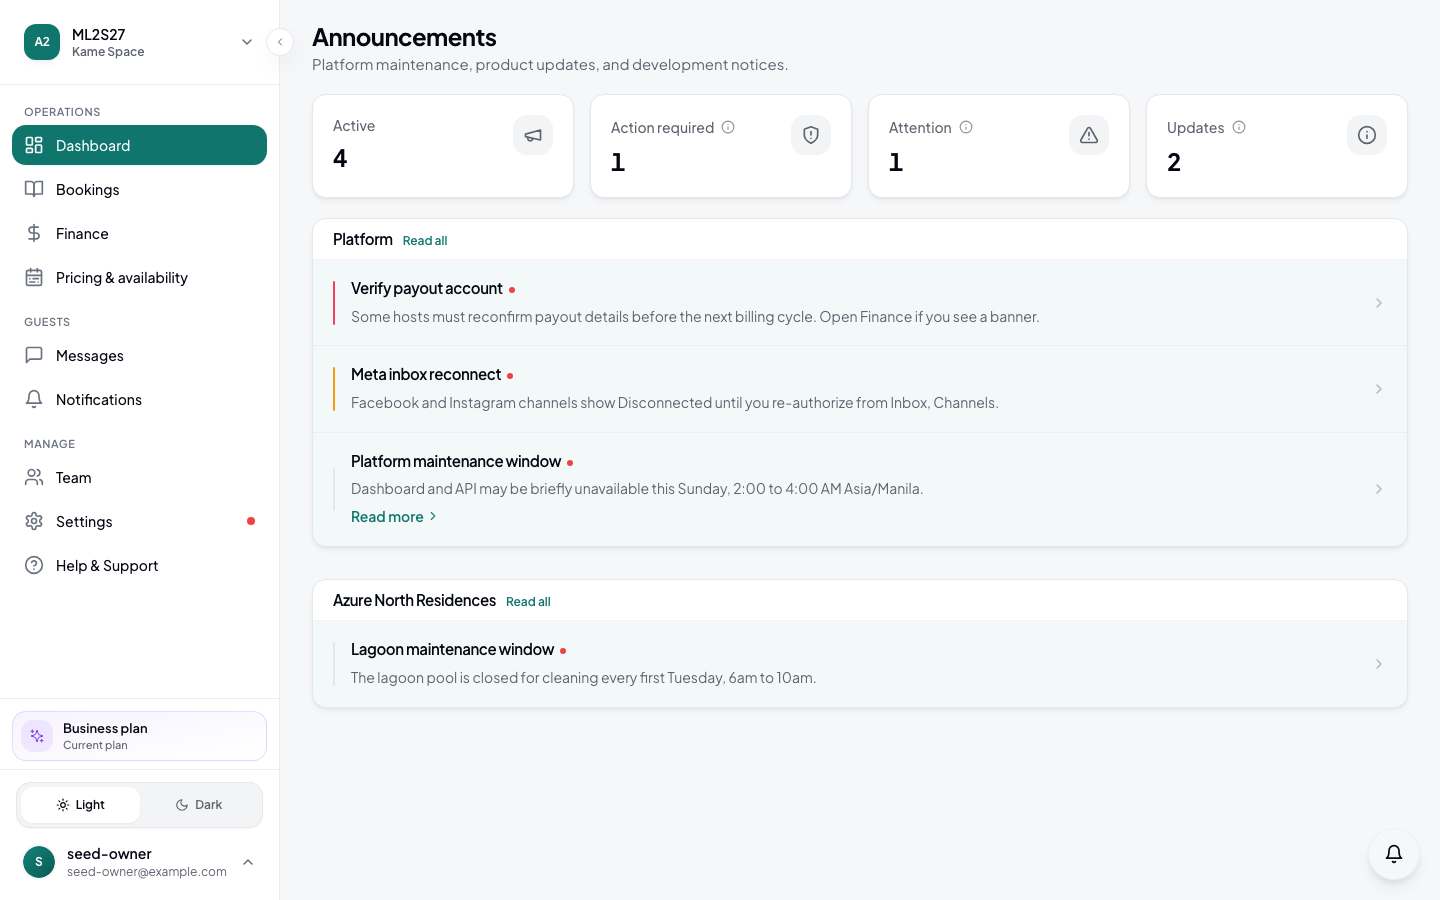 A2
ML2S27
Kame Space
OPERATIONS
Dashboard
Bookings
Finance
Pricing & availability
GUESTS
Messages
Notifications
MANAGE
Team
Settings
Help & Support
Business plan
Current plan
Light
Dark
S
seed-owner
seed-owner@example.com
Announcements
Platform maintenance, product updates, and development notices.
Active
4
Action required
1
Attention
1
Updates
2
Platform Read all
Verify payout account
Some hosts must reconfirm payout details before the next billing cycle. Open Finance if you see a banner.
Meta inbox reconnect
Facebook and Instagram channels show Disconnected until you re-authorize from Inbox, Channels.
Platform maintenance window
Dashboard and API may be briefly unavailable this Sunday, 2:00 to 4:00 AM Asia/Manila.
Read more
Azure North Residences Read all
Lagoon maintenance window
The lagoon pool is closed for cleaning every first Tuesday, 6am to 10am.